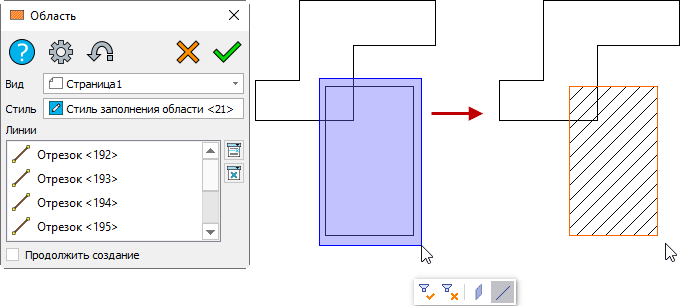 Область
Вид
Страница1
Стиль
Стиль заполнения области <21>
Линии
Отрезок <192>
Отрезок <193>
Отрезок <194>
Отрезок <195>
Продолжить создание